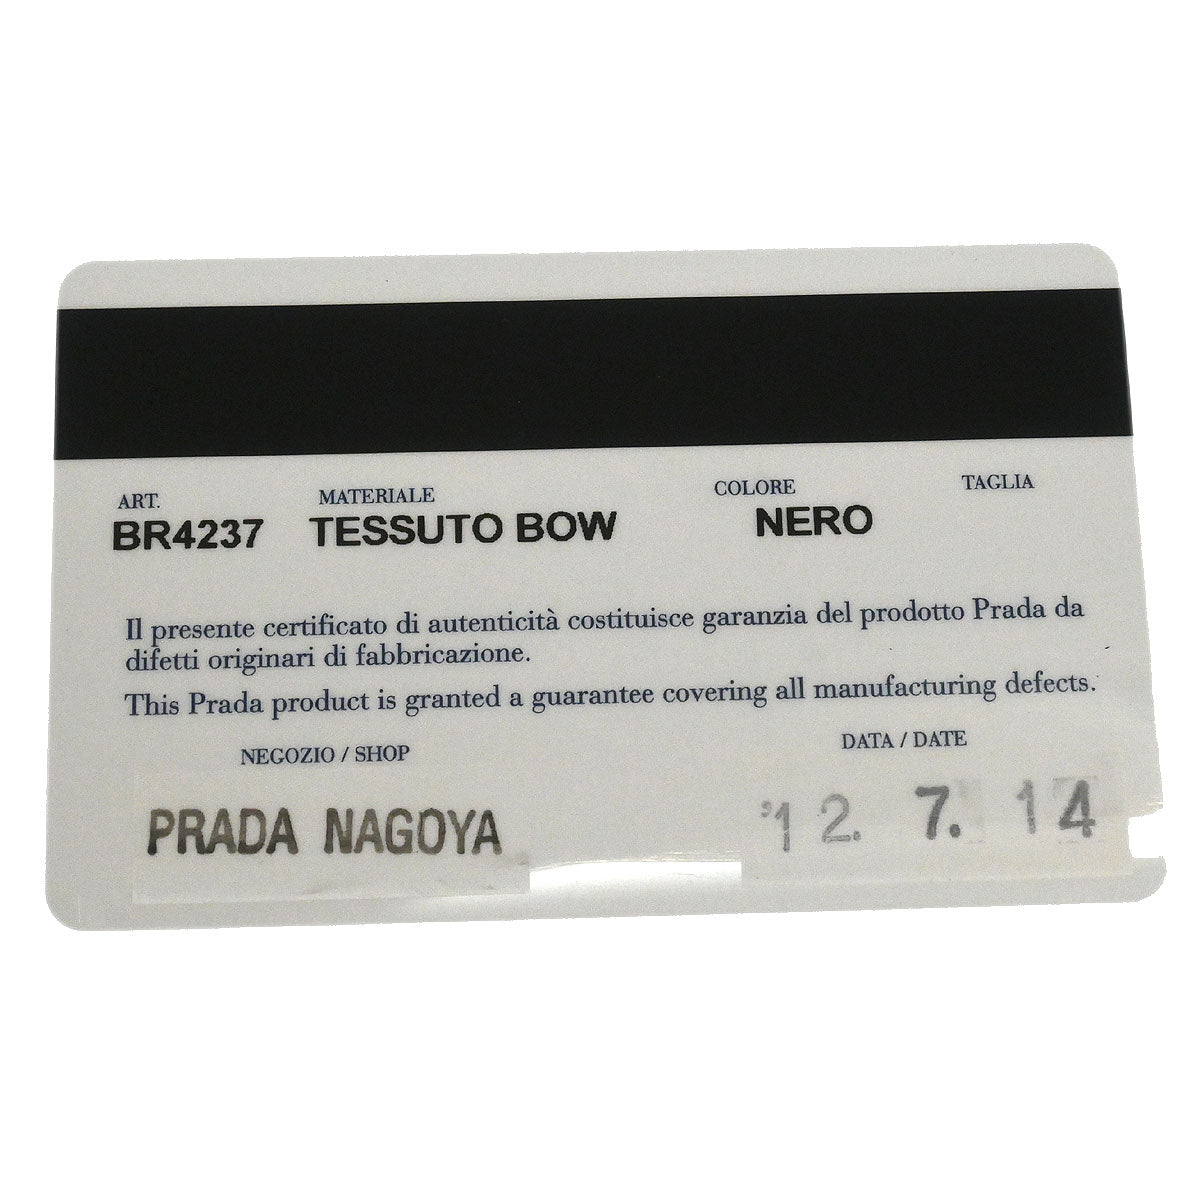 ART. MATERIALE COLORE TAGLIA
BR4237 TESSUTO BOW NERO
Il presente certificato di autenticità costituisce garanzia del prodotto Prada da
difetti originari di fabbricazione.
This Prada product is granted a guarantee covering all manufacturing defects.
NEGOZIO / SHOP DATA / DATE
PRADA NAGOYA '12. 7. 14